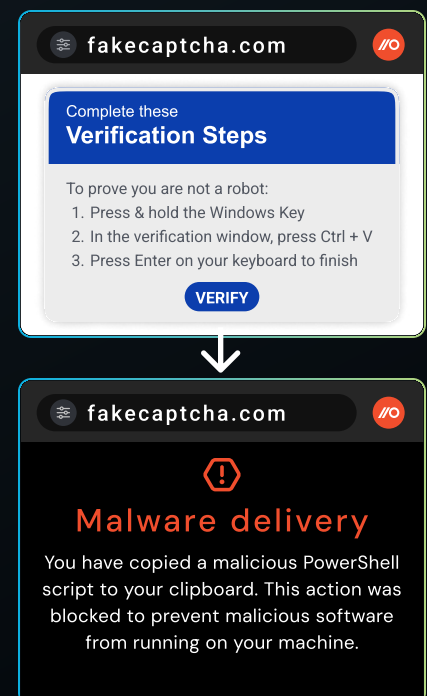 fakecaptcha.com
Complete these
Verification Steps
To prove you are not a robot:
1. Press & hold the Windows Key
2. In the verification window, press Ctrl + V
3. Press Enter on your keyboard to finish
VERIFY
fakecaptcha.com
Malware delivery
You have copied a malicious PowerShell
script to your clipboard. This action was
blocked to prevent malicious software
from running on your machine.